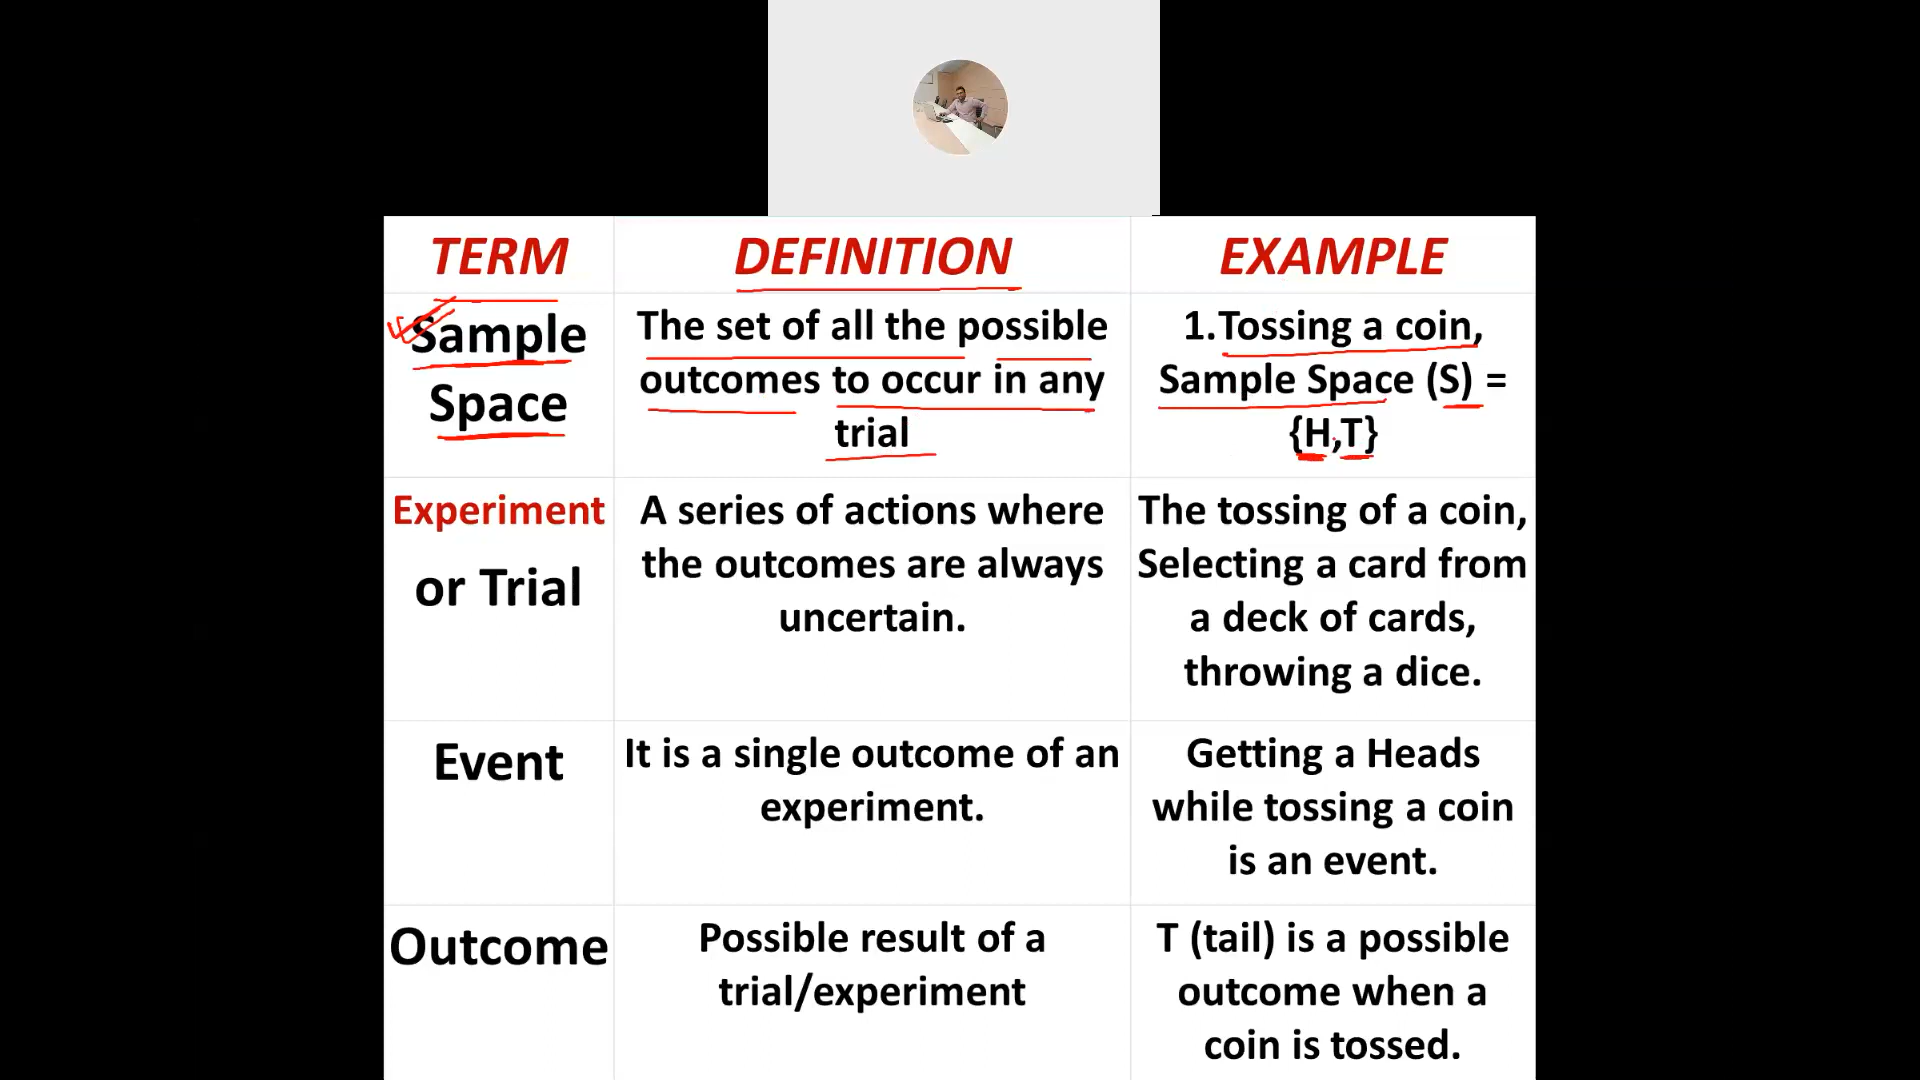 TERM
DEFINITION
EXAMPLE
Sample
Space
The set of all the possible
outcomes to occur in any
trial
1.Tossing a coin,
Sample Space (S) =
{H,T}
Experiment
or Trial
A series of actions where
the outcomes are always
uncertain.
The tossing of a coin,
Selecting a card from
a deck of cards,
throwing a dice.
Event
It is a single outcome of an
experiment.
Getting a Heads
while tossing a coin
is an event.
Outcome
Possible result of a
trial/experiment
T (tail) is a possible
outcome when a
coin is tossed.